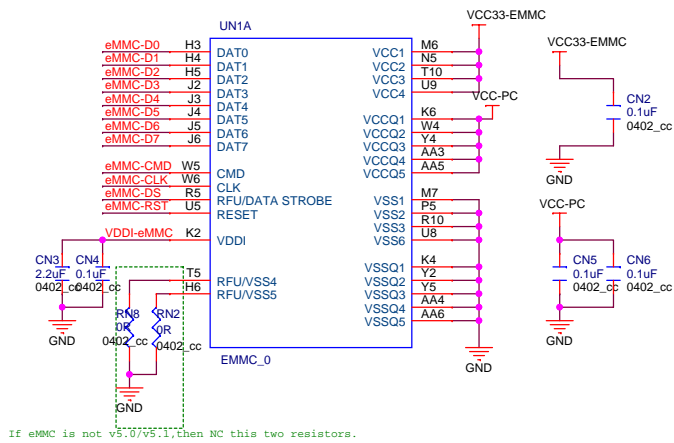 UN1A
VCC33-EMMC
eMMC-D0 H3 DAT0 VCC1 M6
eMMC-D1 H4 DAT1 VCC2 N5
eMMC-D2 H5 DAT2 VCC3 T10
eMMC-D3 J2 DAT3 VCC4 U9
eMMC-D4 J3 DAT4
eMMC-D5 J4 DAT5 VCCQ1 K6
eMMC-D6 J5 DAT6 VCCQ2 W4
eMMC-D7 J6 DAT7 VCCQ3 Y4
VCCQ4 AA3
VCCQ5 AA5
VCC-PC
eMMC-CMD W5 CMD
eMMC-CLK W6 CLK
eMMC-DS R5 RFU/DATA STROBE VSS1 M7
eMMC-RST U5 RESET VSS2 P5
VSS3 R10
VDDI-eMMC K2 VDDI VSS6 U8
VSSQ1 K4
T5 RFU/VSS4 VSSQ2 Y2
H6 RFU/VSS5 VSSQ3 Y5
VSSQ4 AA4
VSSQ5 AA6
EMMC_0
GND
CN3
2.2uF
0402_cc
CN4
0.1uF
0402_cc
GND
RN8
0R
0402_cc
RN2
0R
0402_cc
GND
VCC33-EMMC
CN2
0.1uF
0402_cc
GND
VCC-PC
CN5
0.1uF
0402_cc
CN6
0.1uF
0402_cc
GND
If eMMC is not v5.0/v5.1,then NC this two resistors.